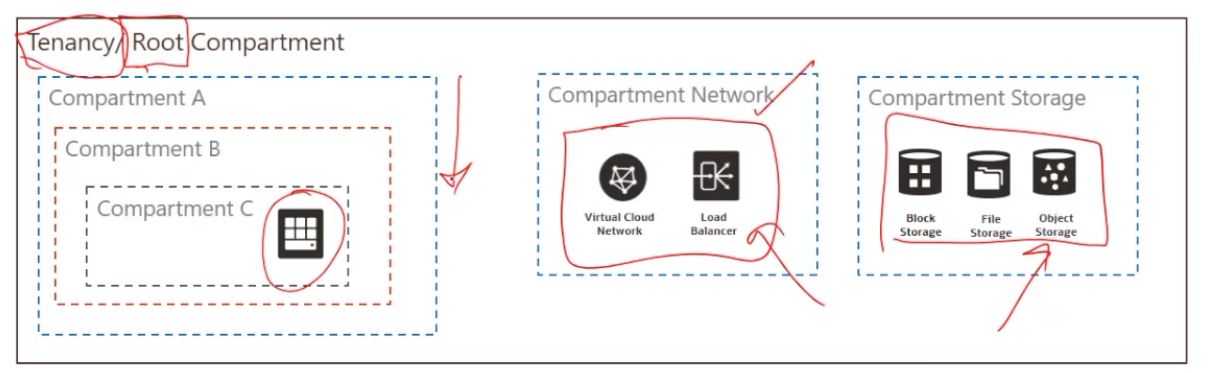 Tenancy/ Root Compartment
Compartment A
Compartment B
Compartment C
Compartment Network
Virtual Cloud
Network
Load
Balancer
Compartment Storage
Block
Storage
File
Storage
Object
Storage